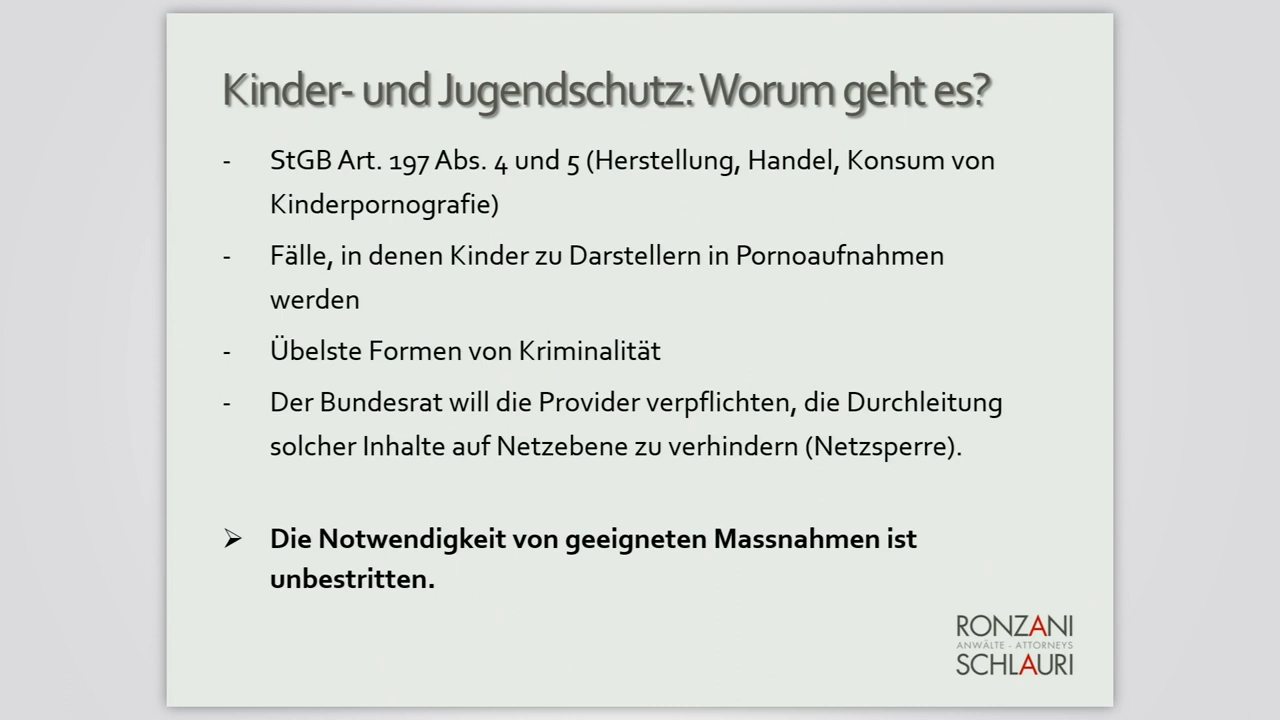 Kinder- und Jugendschutz: Worum geht es?
- StGB Art. 197 Abs. 4 und 5 (Herstellung, Handel, Konsum von
Kinderpornografie)
- Fälle, in denen Kinder zu Darstellern in Pornoaufnahmen
werden
- Übelste Formen von Kriminalität
- Der Bundesrat will die Provider verpflichten, die Durchleitung
solcher Inhalte auf Netzebene zu verhindern (Netzsperre).
➢ Die Notwendigkeit von geeigneten Massnahmen ist
unbestritten.
RONZANI
ANWÄLTE - ATTORNEYS
SCHLAURI